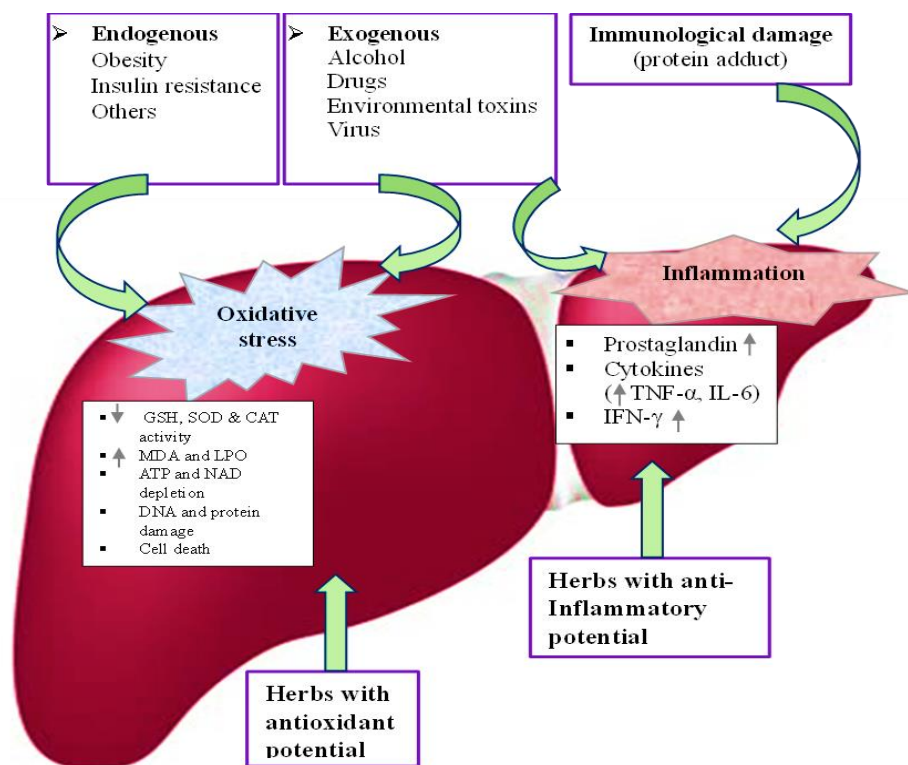 ➢ Endogenous
Obesity
Insulin resistance
Others
➢ Exogenous
Alcohol
Drugs
Environmental toxins
Virus
Immunological damage
(protein adduct)
Oxidative
stress
Inflammation
▪ ↓ GSH, SOD & CAT
activity
▪ ↑ MDA and LPO
▪ ATP and NAD
depletion
▪ DNA and protein
damage
▪ Cell death
▪ Prostaglandin ↑
▪ Cytokines
(↑TNF-α, IL-6)
▪ IFN-γ ↑
Herbs with anti-
Inflammatory
potential
Herbs with
antioxidant
potential